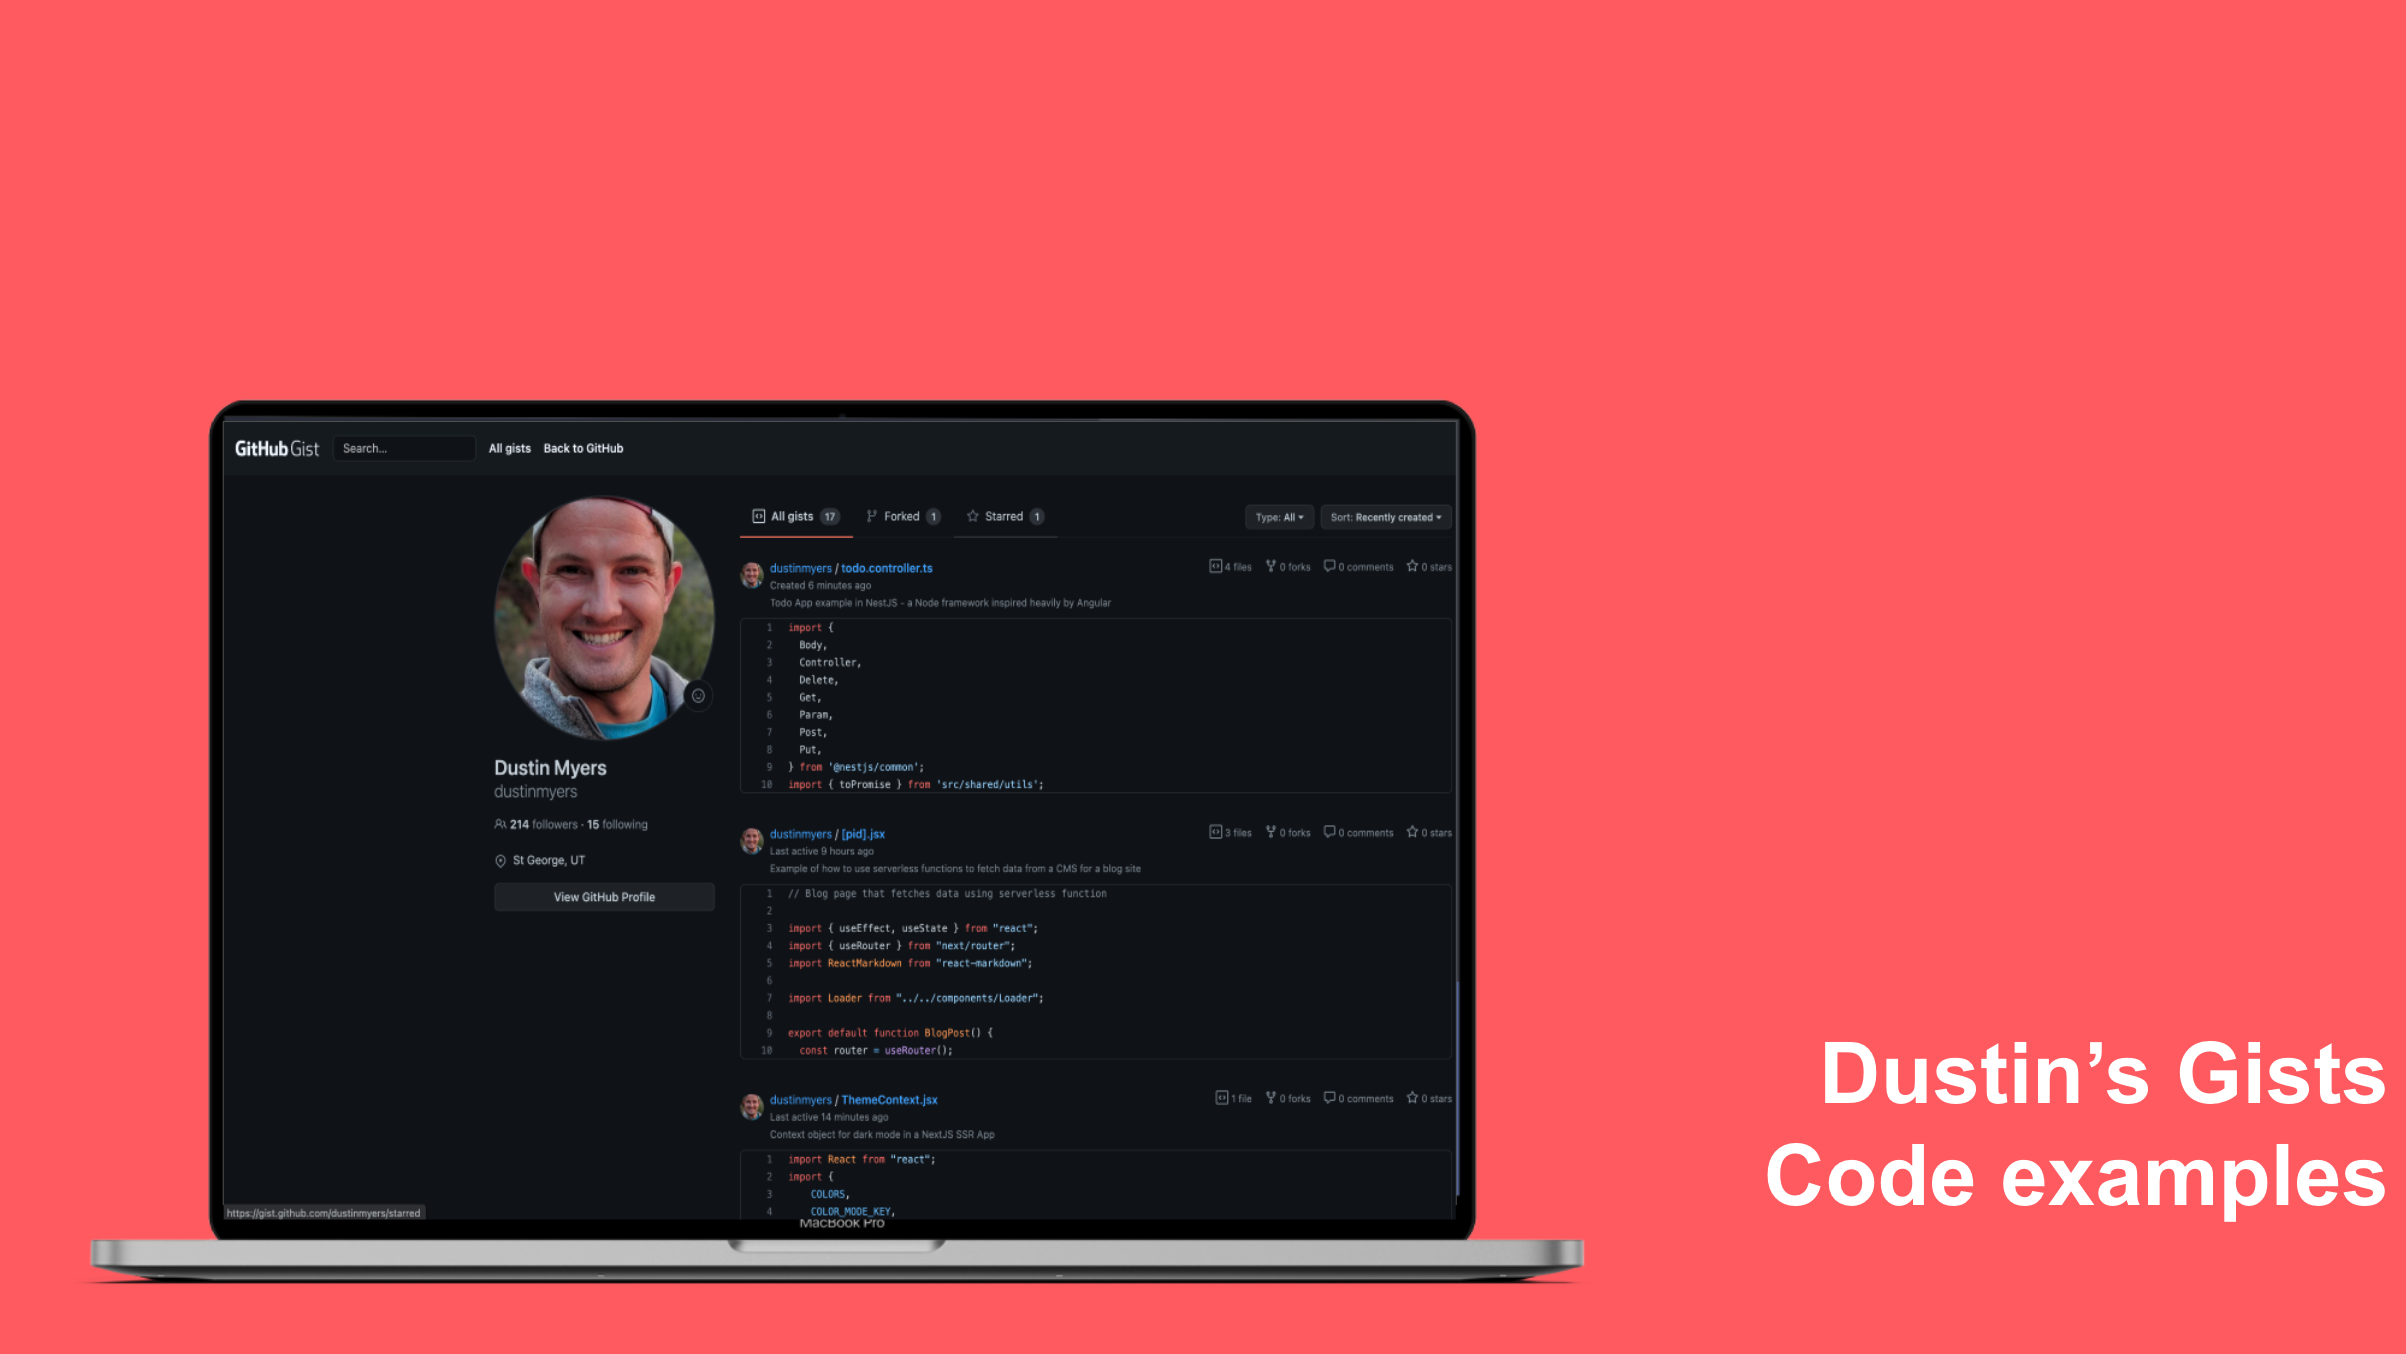 GitHub Gist Search... All gists Back to GitHub
All gists 17 Forked 1 Starred 1 Type: All Sort: Recently created
Dustin Myers
dustinmyers
214 followers · 15 following
St George, UT
View GitHub Profile
dustinmyers / todo.controller.ts 4 files 0 forks 0 comments 0 stars
Created 6 minutes ago
Todo App example in NestJS - a Node framework inspired heavily by Angular
1 import {
2 Body,
3 Controller,
4 Delete,
5 Get,
6 Param,
7 Post,
8 Put,
9 } from '@nestjs/common';
10 import { toPromise } from 'src/shared/utils';
dustinmyers / [pid].jsx 3 files 0 forks 0 comments 0 stars
Last active 9 hours ago
Example of how to use serverless functions to fetch data from a CMS for a blog site
1 // Blog page that fetches data using serverless function
2
3 import { useEffect, useState } from "react";
4 import { useRouter } from "next/router";
5 import ReactMarkdown from "react-markdown";
6
7 import Loader from "../../components/Loader";
8
9 export default function BlogPost() {
10 const router = useRouter();
dustinmyers / ThemeContext.jsx 1 file 0 forks 0 comments 0 stars
Last active 14 minutes ago
Context object for dark mode in a NextJS SSR App
1 import React from "react";
2 import {
3 COLORS,
4 COLOR_MODE_KEY,
https://gist.github.com/dustinmyers/starred
MacBook Pro
Dustin’s Gists
Code examples